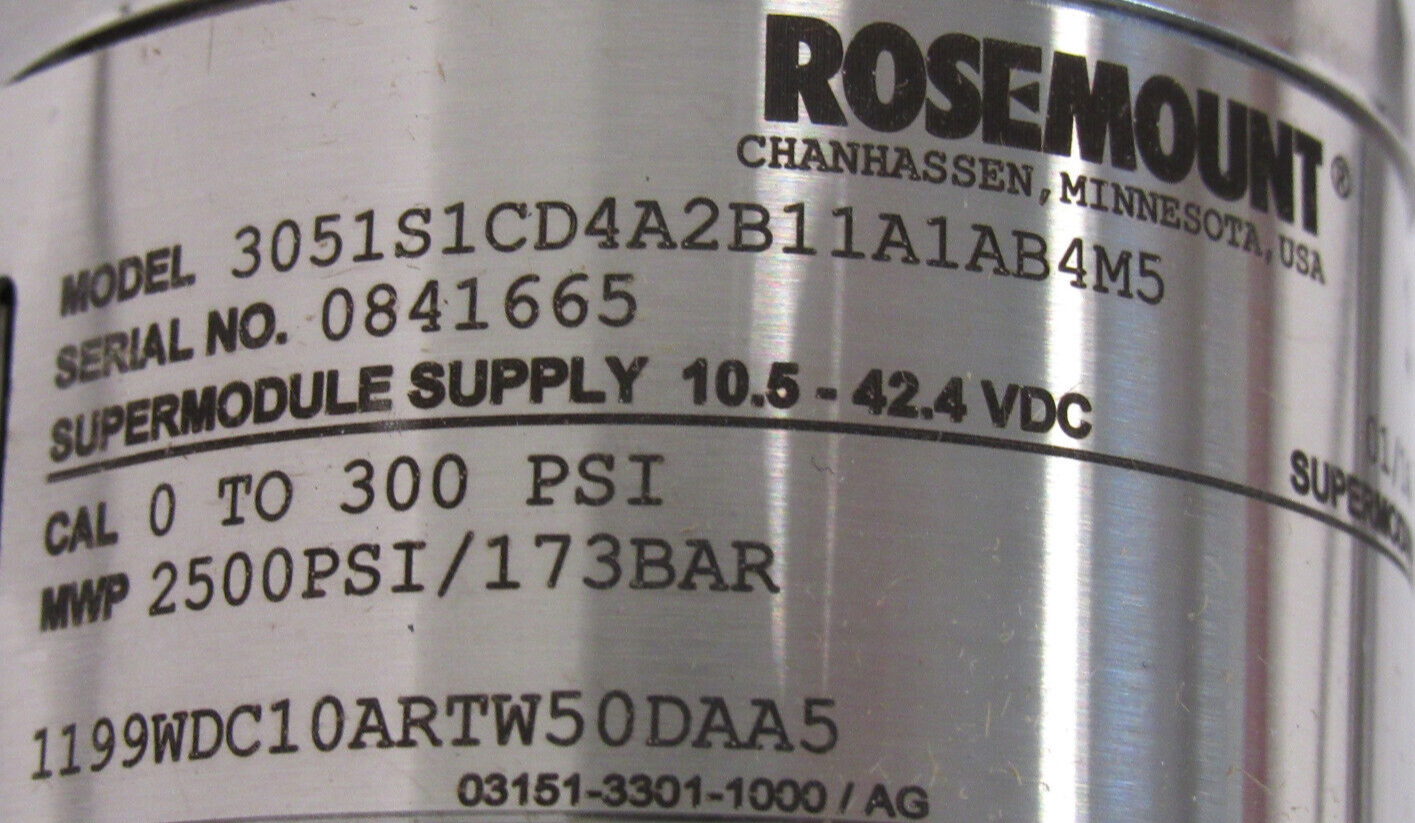 ROSEMOUNT®
CHANHASSEN, MINNESOTA, USA
MODEL 3051S1CD4A2B11A1AB4M5
SERIAL NO. 0841665
SUPERMODULE SUPPLY 10.5 - 42.4 VDC
CAL 0 TO 300 PSI
MWP 2500PSI/173BAR
1199WDC10ARTW50DAA5
03151-3301-1000 / AG